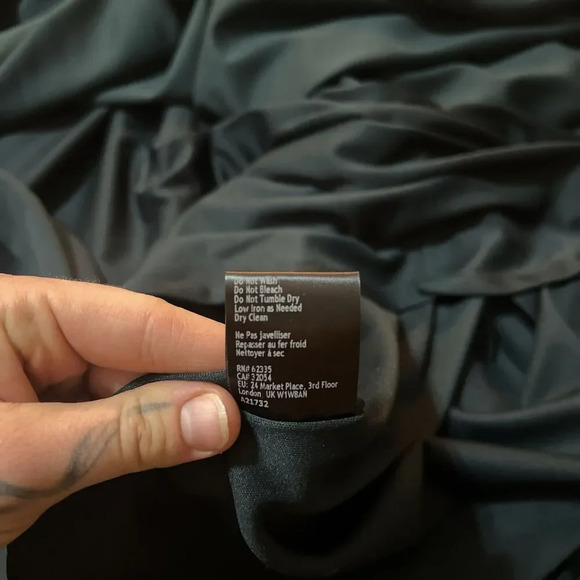 Do Not Wash
Do Not Bleach
Do Not Tumble Dry
Low Iron as Needed
Dry Clean
Ne Pas javelliser
Repasser au fer froid
Nettoyer à sec
RN# 62335
CA# 32054
EU: 24 Market Place, 3rd Floor
London UK W1W8AN
A21732